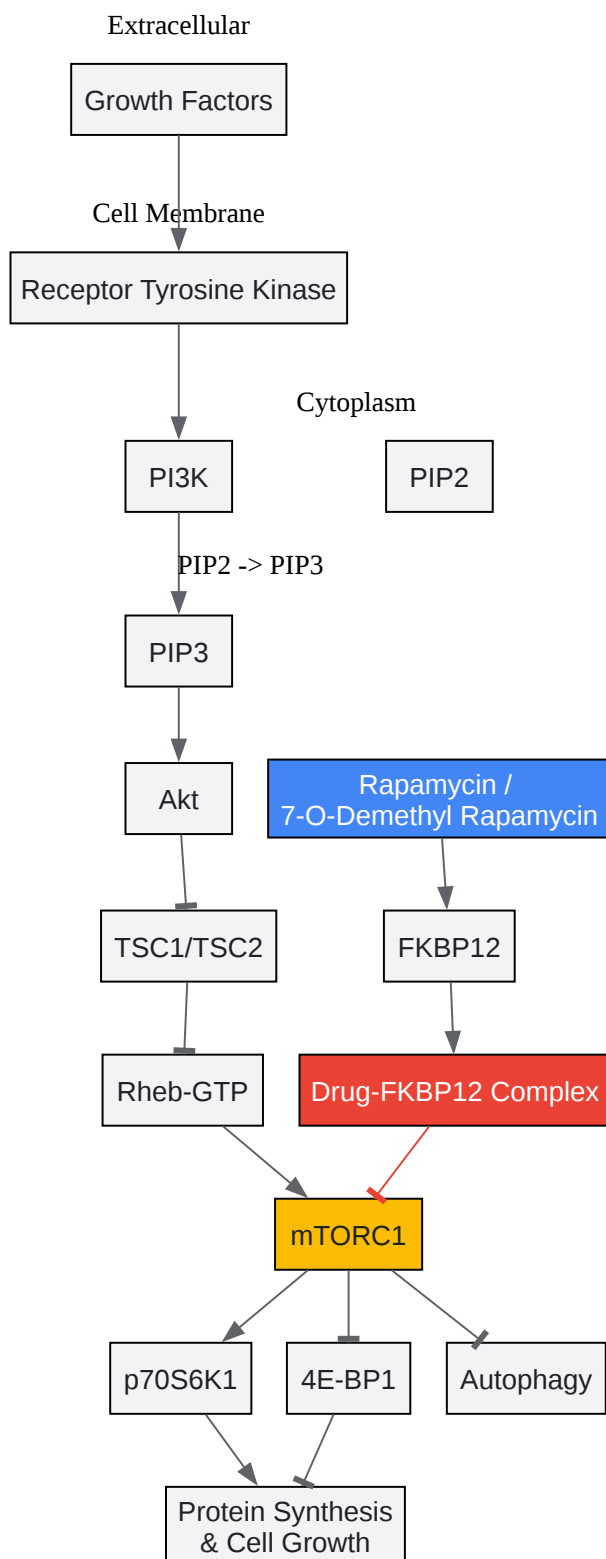 Extracellular
Growth Factors
Cell Membrane
Receptor Tyrosine Kinase
Cytoplasm
PI3K
PIP2
PIP2 -> PIP3
PIP3
Akt
Rapamycin /
7-O-Demethyl Rapamycin
TSC1/TSC2
FKBP12
Rheb-GTP
Drug-FKBP12 Complex
mTORC1
p70S6K1
4E-BP1
Autophagy
Protein Synthesis
& Cell Growth